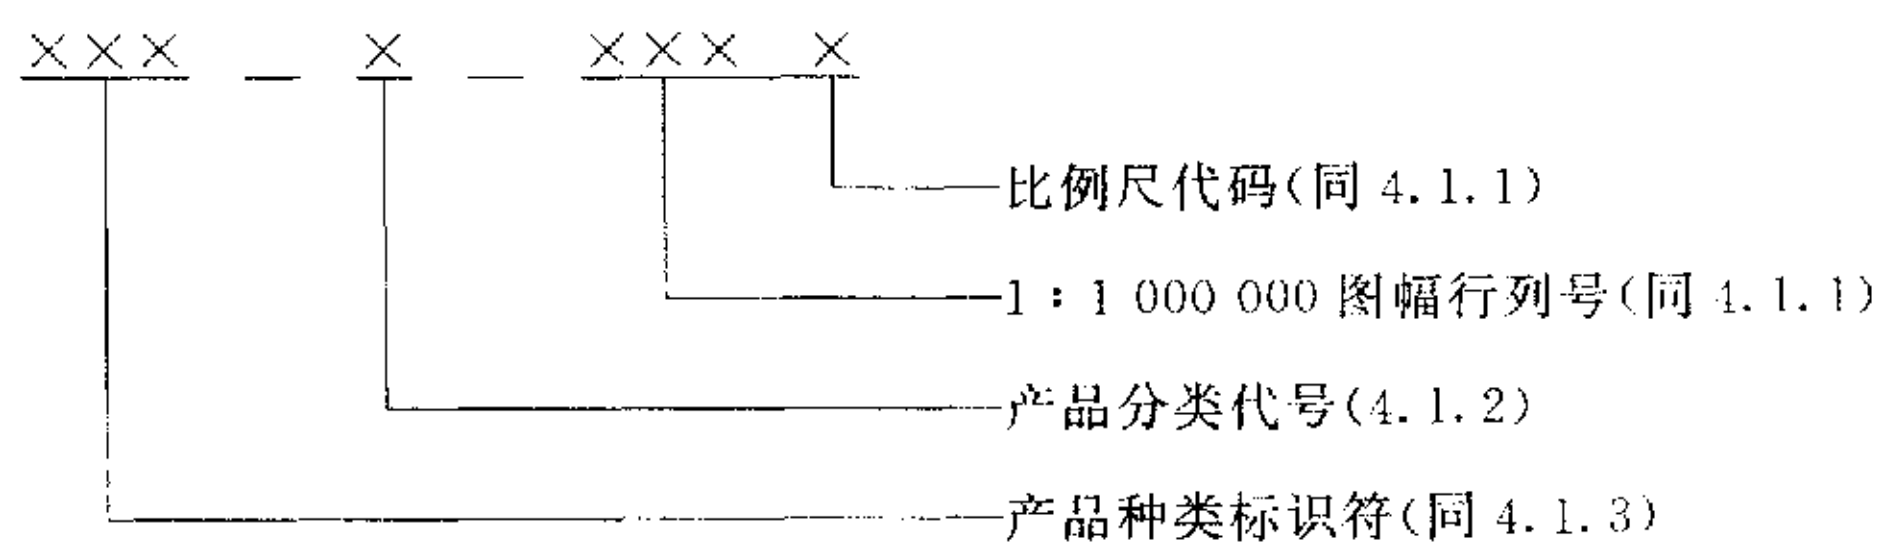 ××× — × — ××× ×
比例尺代码(同 4.1.1)
1:1 000 000 图幅行列号(同 4.1.1)
产品分类代号(4.1.2)
产品种类标识符(同 4.1.3)